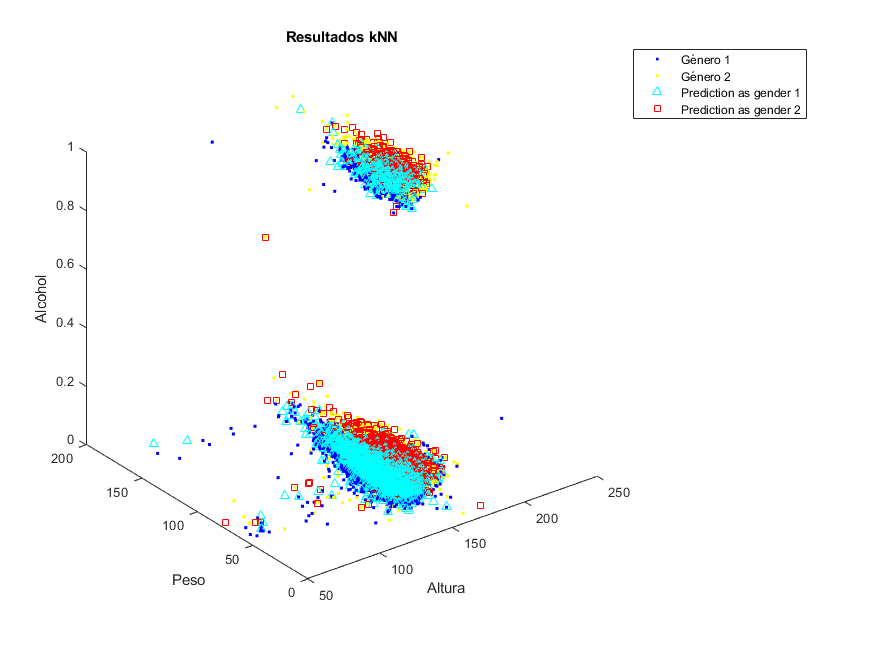 Resultados kNN
Género 1
Género 2
Prediction as gender 1
Prediction as gender 2
1
0.8
0.6
0.4
0.2
0
Alcohol
200
150
100
50
0
Peso
50
100
150
200
250
Altura